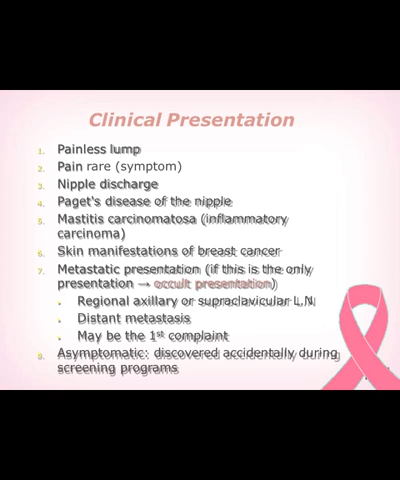 Clinical Presentation
1. Painless lump
2. Pain rare (symptom)
3. Nipple discharge
4. Paget's disease of the nipple
5. Mastitis carcinomatosa (inflammatory
carcinoma)
6. Skin manifestations of breast cancer
7. Metastatic presentation (if this is the only
presentation → occult presentation)
Regional axillary or supraclavicular L.N
Distant metastasis
May be the 1st complaint
8. Asymptomatic: discovered accidentally during
screening programs